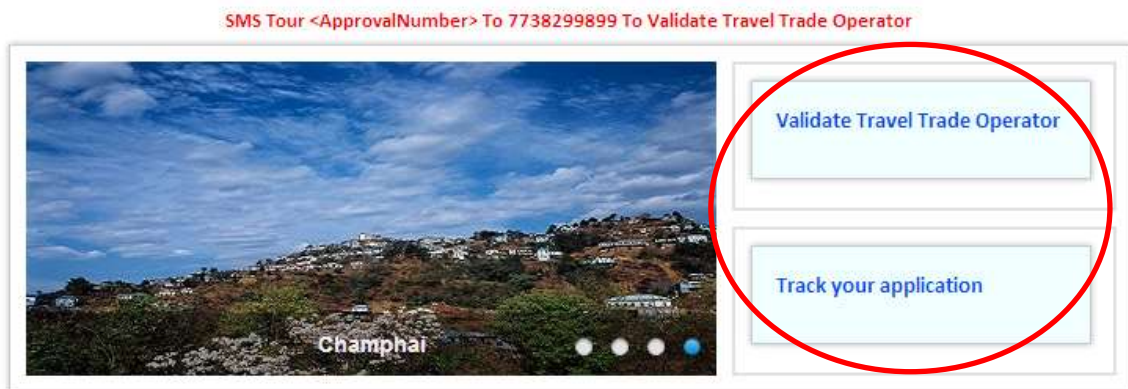 SMS Tour <ApprovalNumber> To 7738299899 To Validate Travel Trade Operator
Validate Travel Trade Operator
Track your application
Champhai